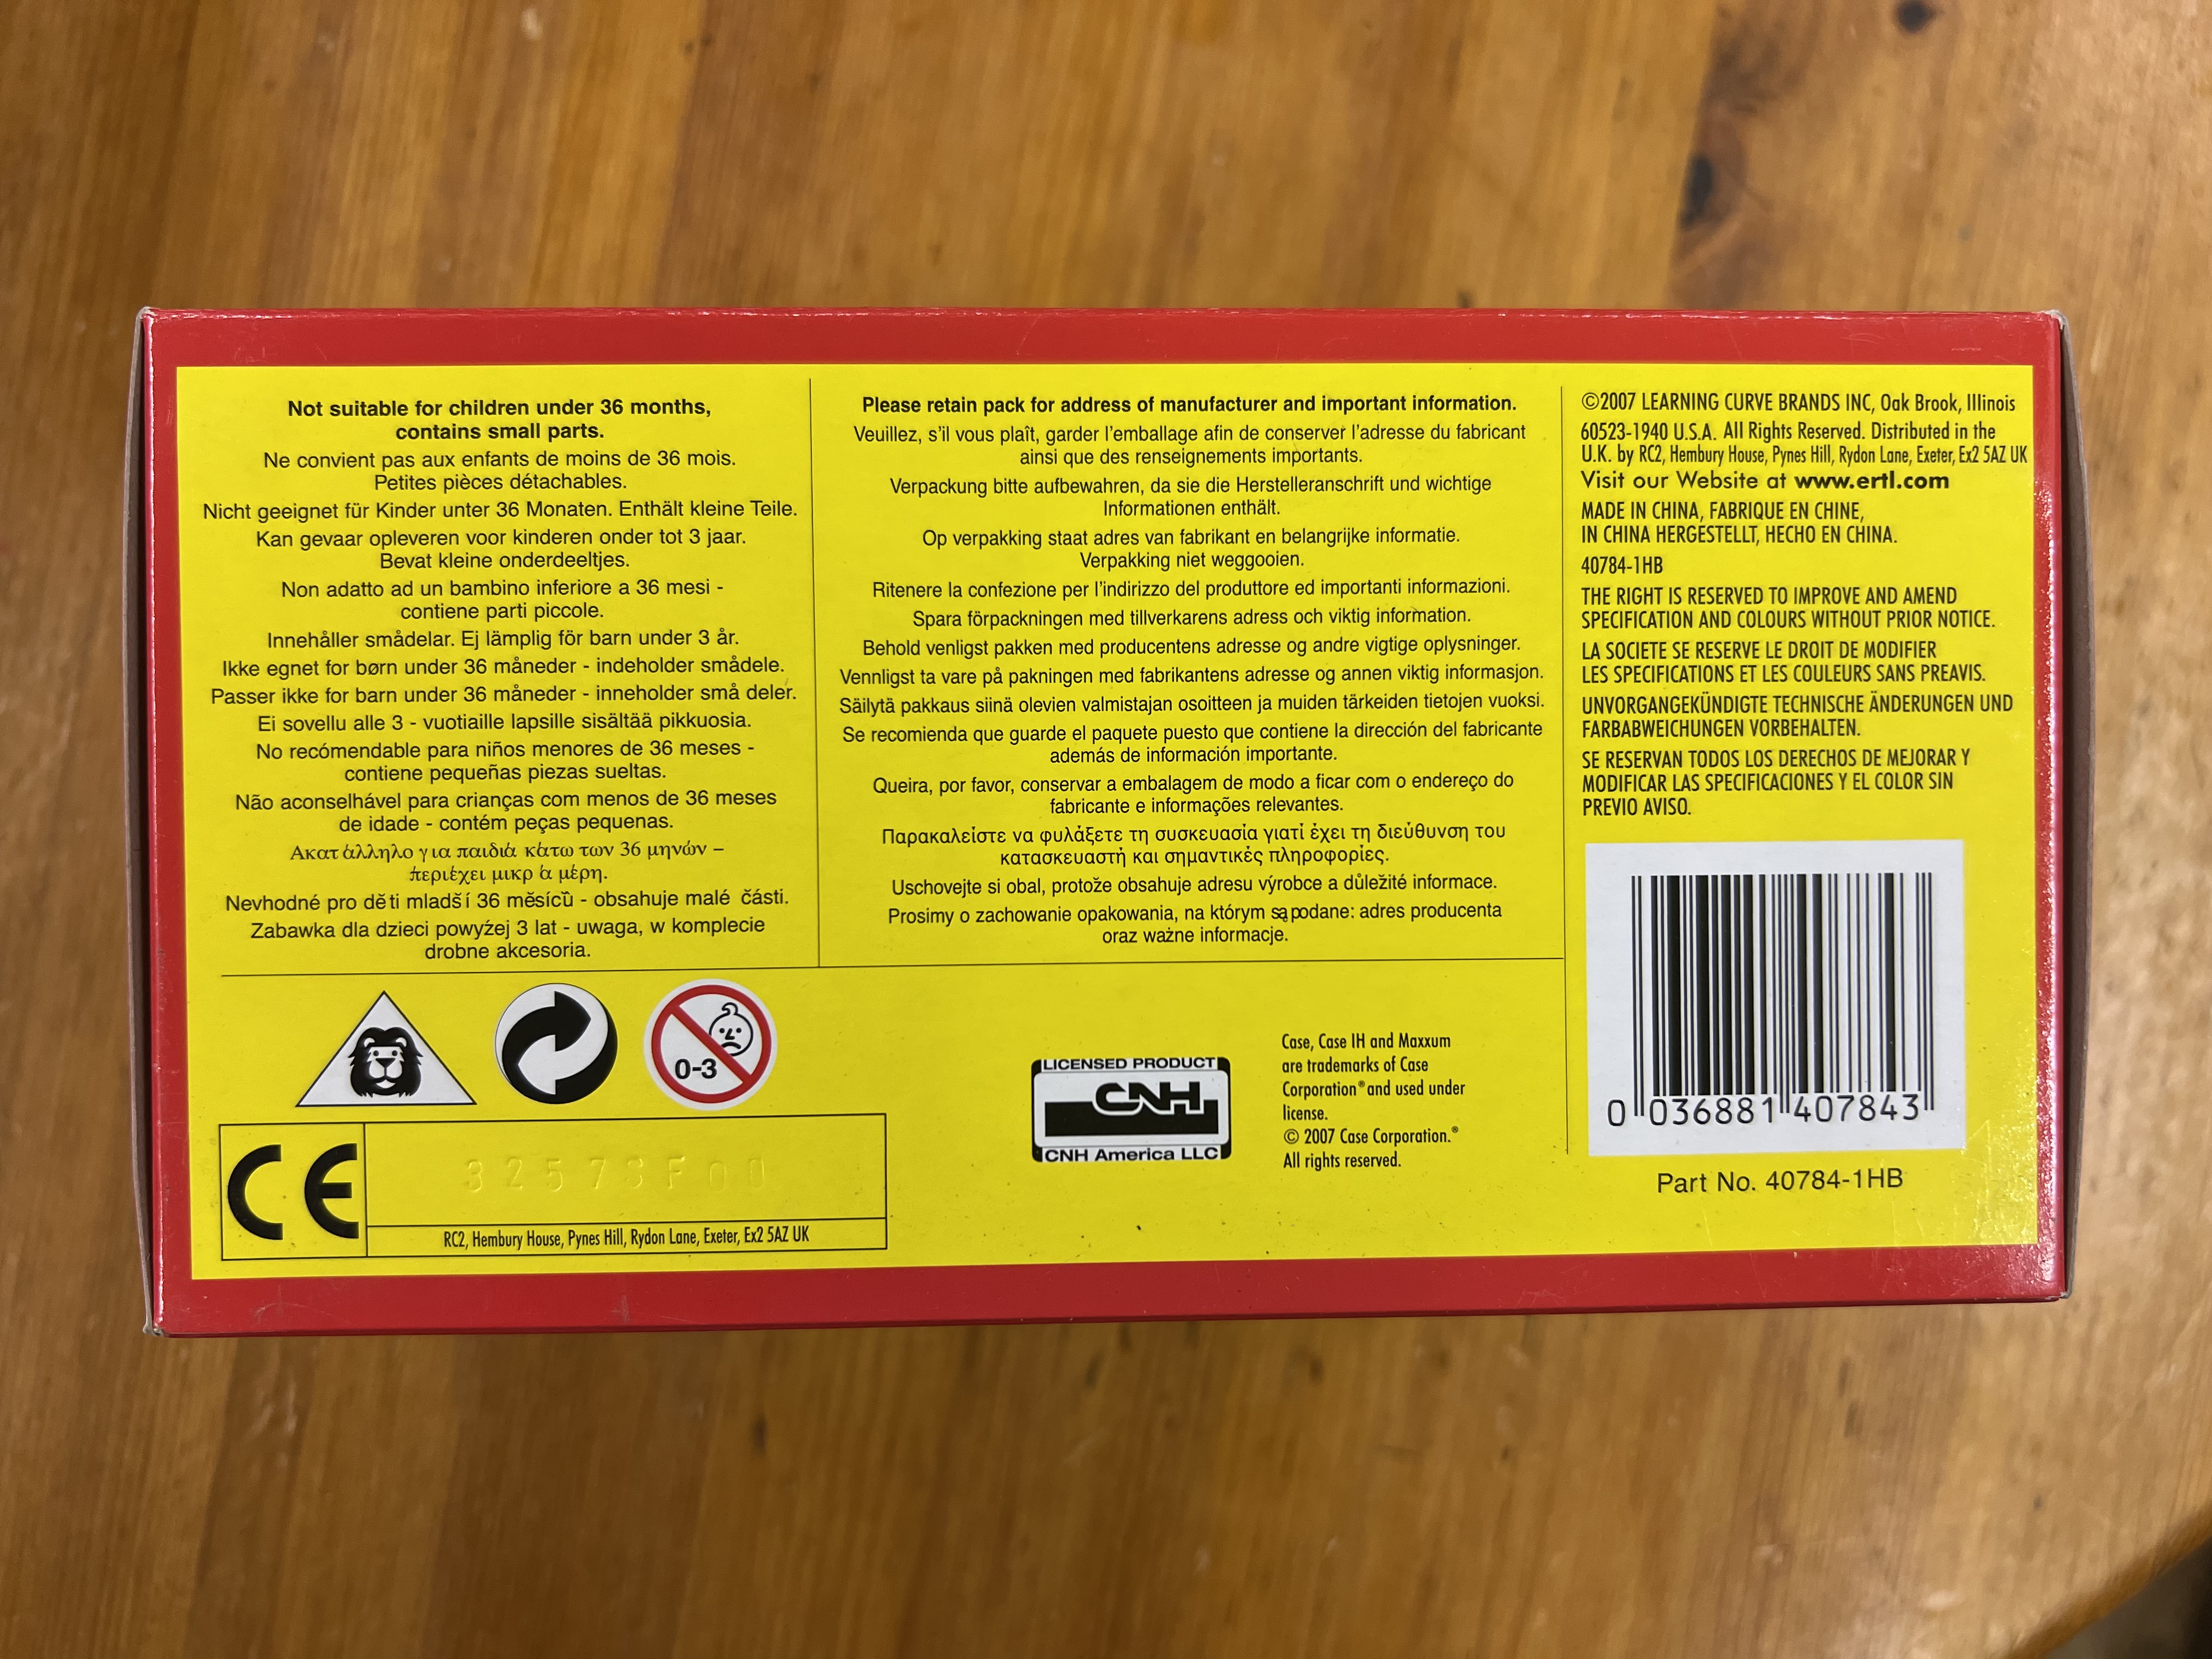 Not suitable for children under 36 months,
contains small parts.
Ne convient pas aux enfants de moins de 36 mois.
Petites pièces détachables.
Nicht geeignet für Kinder unter 36 Monaten. Enthält kleine Teile.
Kan gevaar opleveren voor kinderen onder tot 3 jaar.
Bevat kleine onderdeeltjes.
Non adatto ad un bambino inferiore a 36 mesi -
contiene parti piccole.
Innehåller smådelar. Ej lämplig för barn under 3 år.
Ikke egnet for børn under 36 måneder - indeholder smådele.
Passer ikke for barn under 36 måneder - inneholder små deler.
Ei sovellu alle 3 - vuotiaille lapsille sisältää pikkuosia.
No recómendable para niños menores de 36 meses -
contiene pequeñas piezas sueltas.
Não aconselhável para crianças com menos de 36 meses
de idade - contém peças pequenas.
Ακατάλληλο για παιδιά κάτω των 36 μηνών –
περιέχει μικρά μέρη.
Nevhodné pro děti mladší 36 měsíců - obsahuje malé části.
Zabawka dla dzieci powyżej 3 lat - uwaga, w komplecie
drobne akcesoria.
Please retain pack for address of manufacturer and important information.
Veuillez, s'il vous plaît, garder l'emballage afin de conserver l'adresse du fabricant
ainsi que des renseignements importants.
Verpackung bitte aufbewahren, da sie die Herstelleranschrift und wichtige
Informationen enthält.
Op verpakking staat adres van fabrikant en belangrijke informatie.
Verpakking niet weggooien.
Ritenere la confezione per l'indirizzo del produttore ed importanti informazioni.
Spara förpackningen med tillverkarens adress och viktig information.
Behold venligst pakken med producentens adresse og andre vigtige oplysninger.
Vennligst ta vare på pakningen med fabrikantens adresse og annen viktig informasjon.
Säilytä pakkaus siinä olevien valmistajan osoitteen ja muiden tärkeiden tietojen vuoksi.
Se recomienda que guarde el paquete puesto que contiene la dirección del fabricante
además de información importante.
Queira, por favor, conservar a embalagem de modo a ficar com o endereço do
fabricante e informações relevantes.
Παρακαλείστε να φυλάξετε τη συσκευασία γιατί έχει τη διεύθυνση του
κατασκευαστή και σημαντικές πληροφορίες.
Uschovejte si obal, protože obsahuje adresu výrobce a důležité informace.
Prosimy o zachowanie opakowania, na którym są podane: adres producenta
oraz ważne informacje.
©2007 LEARNING CURVE BRANDS INC, Oak Brook, Illinois
60523-1940 U.S.A. All Rights Reserved. Distributed in the
U.K. by RC2, Hembury House, Pynes Hill, Rydon Lane, Exeter, Ex2 5AZ UK
Visit our Website at www.ertl.com
MADE IN CHINA, FABRIQUE EN CHINE,
IN CHINA HERGESTELLT, HECHO EN CHINA.
40784-1HB
THE RIGHT IS RESERVED TO IMPROVE AND AMEND
SPECIFICATION AND COLOURS WITHOUT PRIOR NOTICE.
LA SOCIETE SE RESERVE LE DROIT DE MODIFIER
LES SPECIFICATIONS ET LES COULEURS SANS PREAVIS.
UNVORGANGEKÜNDIGTE TECHNISCHE ÄNDERUNGEN UND
FARBABWEICHUNGEN VORBEHALTEN.
SE RESERVAN TODOS LOS DERECHOS DE MEJORAR Y
MODIFICAR LAS SPECIFICACIONES Y EL COLOR SIN
PREVIO AVISO.
0 036881 407843
Part No. 40784-1HB
0-3
CE
RC2, Hembury House, Pynes Hill, Rydon Lane, Exeter, Ex2 5AZ UK
LICENSED PRODUCT
CNH
CNH America LLC
Case, Case IH and Maxxum
are trademarks of Case
Corporation® and used under
license.
© 2007 Case Corporation.®
All rights reserved.